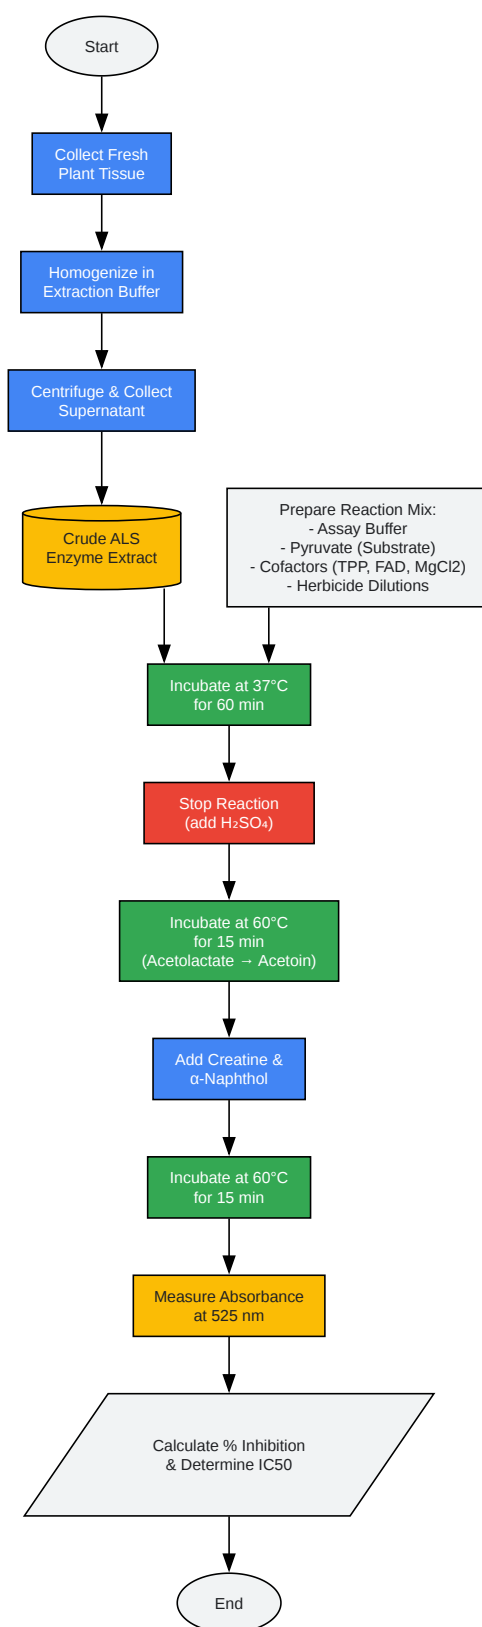 Start
Collect Fresh
Plant Tissue
Homogenize in
Extraction Buffer
Centrifuge & Collect
Supernatant
Crude ALS
Enzyme Extract
Prepare Reaction Mix:
- Assay Buffer
- Pyruvate (Substrate)
- Cofactors (TPP, FAD, MgCl2)
- Herbicide Dilutions
Incubate at 37°C
for 60 min
Stop Reaction
(add H₂SO₄)
Incubate at 60°C
for 15 min
(Acetolactate → Acetoin)
Add Creatine &
α-Naphthol
Incubate at 60°C
for 15 min
Measure Absorbance
at 525 nm
Calculate % Inhibition
& Determine IC50
End